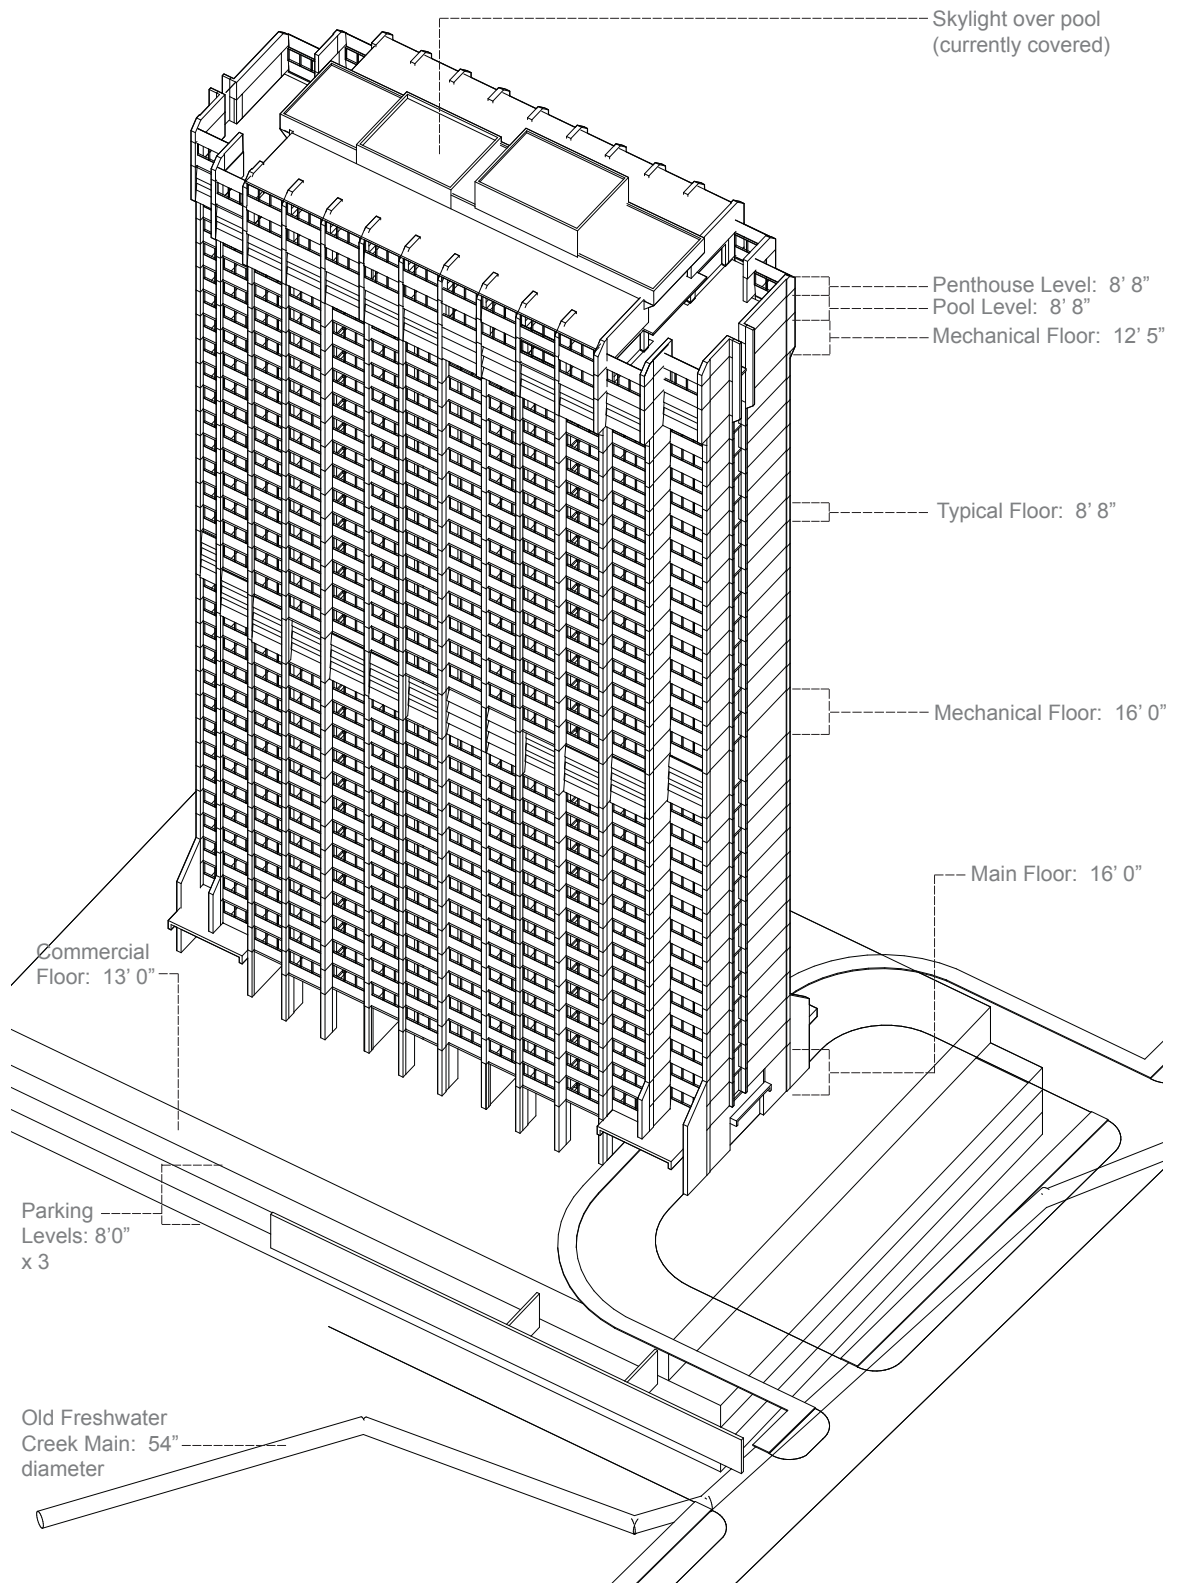 Skylight over pool
(currently covered)
Penthouse Level:  8’ 8”
Pool Level:  8’ 8”
Mechanical Floor:  12’ 5”
Typical Floor:  8’ 8”
Mechanical Floor:  16’ 0”
Main Floor:  16’ 0”
Commercial
Floor:  13’ 0”
Parking
Levels: 8’0”
x 3
Old Freshwater
Creek Main:  54”
diameter